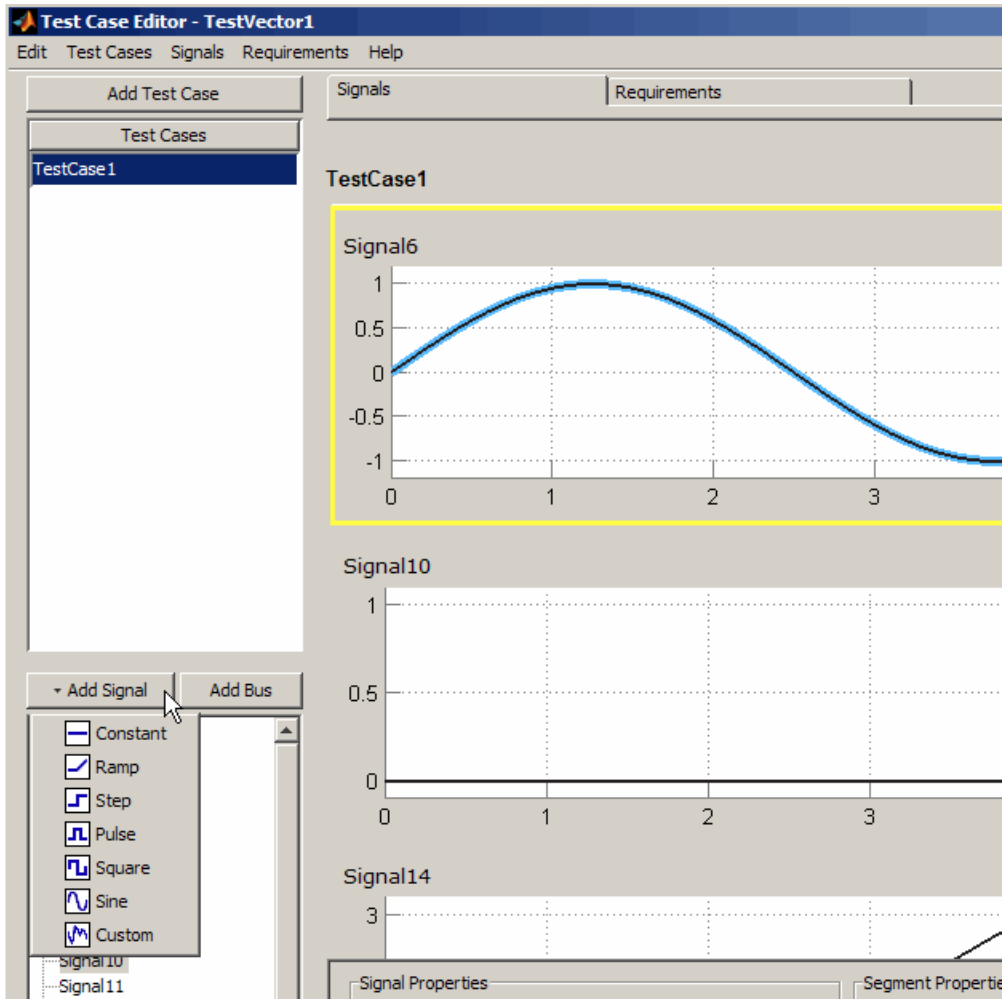 Test Case Editor - TestVector1
Edit Test Cases Signals Requirements Help
Add Test Case
Test Cases
TestCase1
Signals
Requirements
TestCase1
Signal6
1
0.5
0
-0.5
-1
0 1 2 3
Signal10
1
0.5
0
0 1 2 3
Signal14
3
Add Signal
Add Bus
Constant
Ramp
Step
Pulse
Square
Sine
Custom
Signal10
Signal11
Signal Properties
Segment Propertie